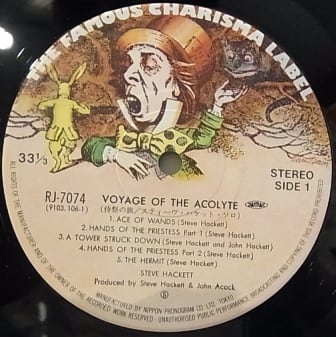 THE FAMOUS CHARISMA LABEL
33⅓
STEREO
SIDE 1
RJ-7074
(9103, 106-1)
VOYAGE OF THE ACOLYTE
(侍祭の旅/スティーヴ・ハケット・ソロ)
1. ACE OF WANDS (Steve Hackett)
2. HANDS OF THE PRIESTESS Part 1 (Steve Hackett)
3. A TOWER STRUCK DOWN (Steve Hackett and John Hackett)
4. HANDS OF THE PRIESTESS Part 2 (Steve Hackett)
5. THE HERMIT (Steve Hackett)
STEVE HACKETT
Produced by Steve Hackett & John Acock
ALL RIGHTS OF THE MANUFACTURER AND OF THE OWNER OF THE RECORDED WORK RESERVED
UNAUTHORISED PUBLIC PERFORMANCE, BROADCASTING AND COPYING OF THIS RECORD PROHIBITED
MANUFACTURED BY NIPPON PHONOGRAM CO. LTD., TOKYO